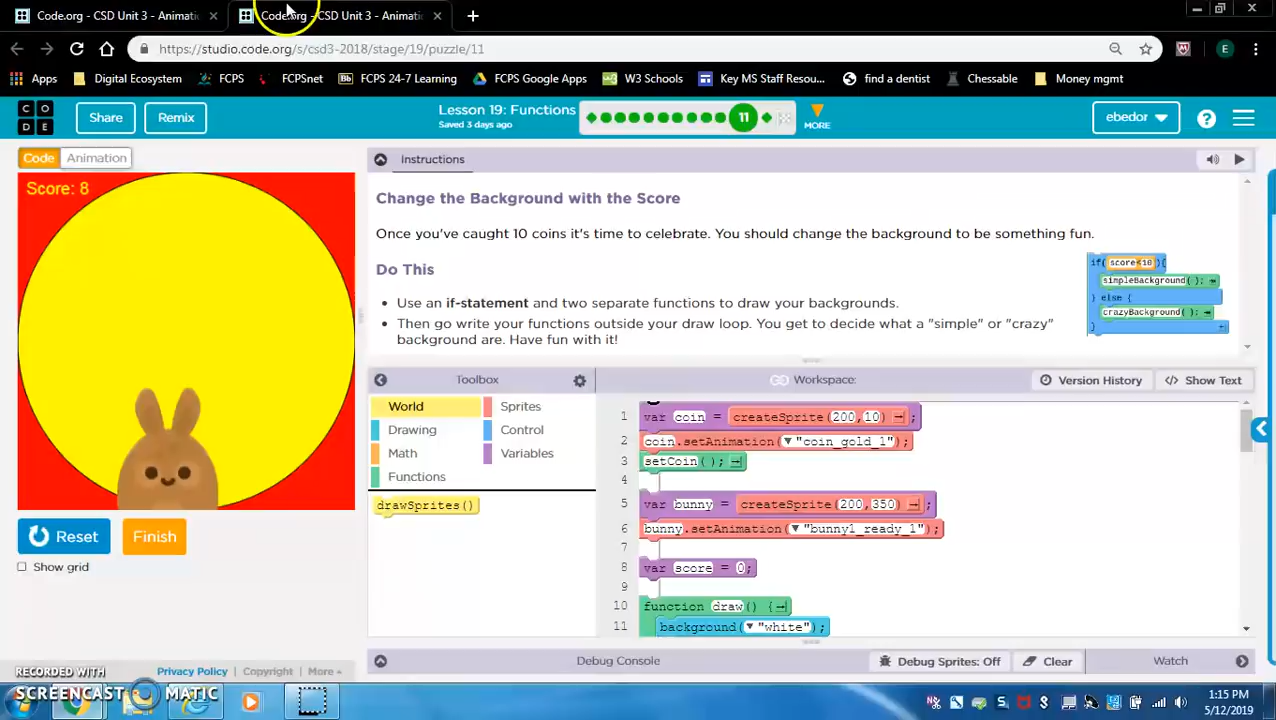 Code.org - CSD Unit 3 - Animati
Code.org - CSD Unit 3 - Animatic
https://studio.code.org/s/csd3-2018/stage/19/puzzle/11
E
Apps
Digital Ecosystem
FCPS
FCPSnet
Bb FCPS 24-7 Learning
FCPS Google Apps
W3 Schools
Key MS Staff Resou...
find a dentist
Chessable
Money mgmt
C O D E
Share
Remix
Lesson 19: Functions
Saved 3 days ago
11
MORE
ebedor
?
Code
Animation
Instructions
Score: 8
Change the Background with the Score
Once you've caught 10 coins it's time to celebrate. You should change the background to be something fun.
Do This
• Use an if-statement and two separate functions to draw your backgrounds.
• Then go write your functions outside your draw loop. You get to decide what a "simple" or "crazy"
background are. Have fun with it!
if( score<10 ){
simpleBackground( );
} else {
crazyBackground( );
}
Toolbox
Workspace:
Version History
</> Show Text
World
Sprites
Drawing
Control
Math
Variables
Functions
drawSprites()
1 var coin = createSprite(200,10);
2 coin.setAnimation("coin_gold_1");
3 setCoin();
4
5 var bunny = createSprite(200,350);
6 bunny.setAnimation("bunny1_ready_1");
7
8 var score = 0;
9
10 function draw() {
11 background("white");
Reset
Finish
Show grid
Debug Console
Debug Sprites: Off
Clear
Watch
Privacy Policy | Copyright | More
RECORDED WITH
SCREENCAST MATIC
1:15 PM
5/12/2019